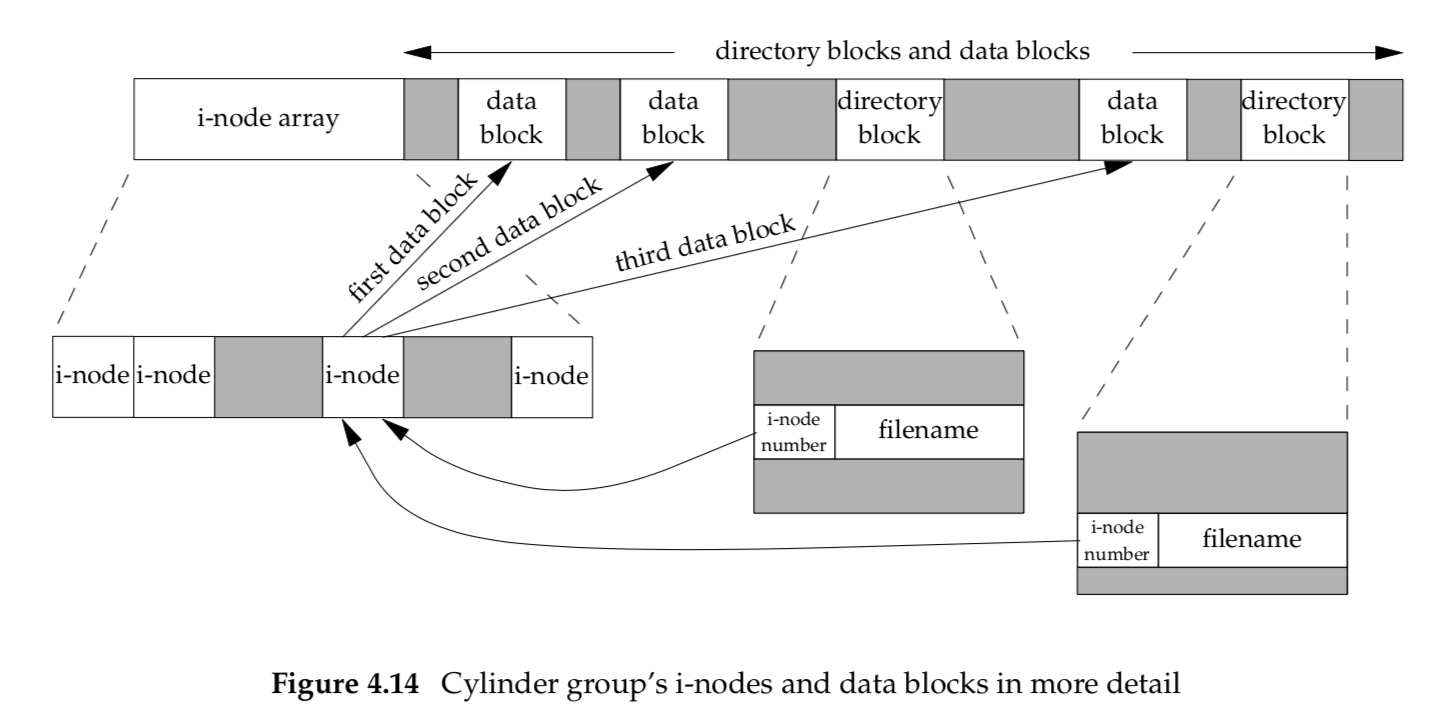 directory blocks and data blocks
i-node array
data
block
data
block
directory
block
data
block
directory
block
first data block
second data block
third data block
i-node
i-node
i-node
i-node
i-node
number
filename
i-node
number
filename
Figure 4.14 Cylinder group's i-nodes and data blocks in more detail